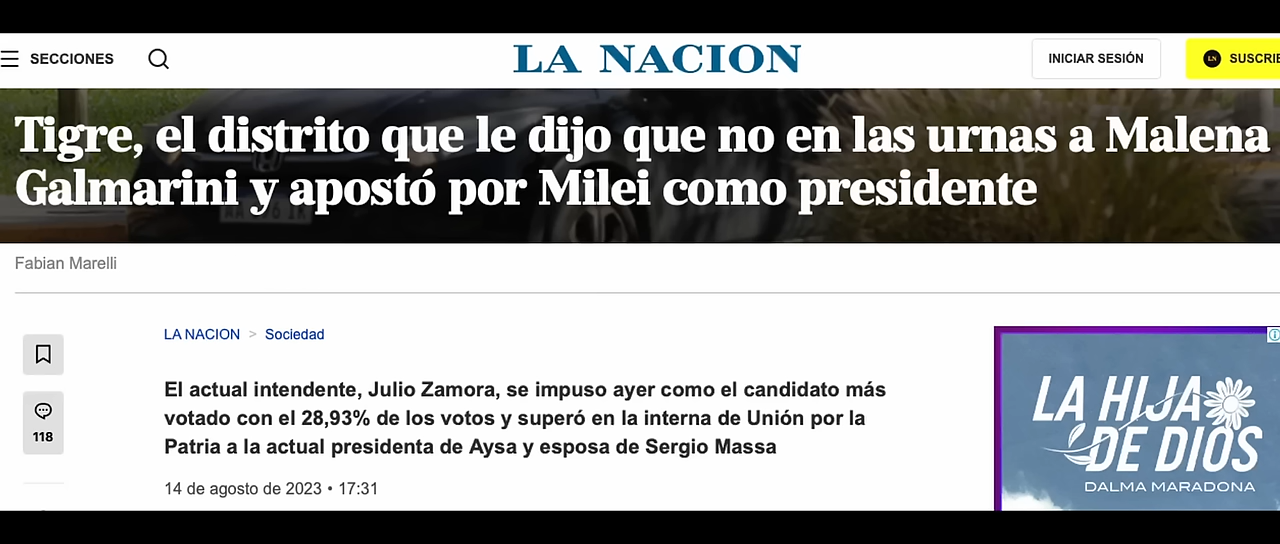 SECCIONES
LA NACION
INICIAR SESIÓN
LN SUSCRIE
Tigre, el distrito que le dijo que no en las urnas a Malena
Galmarini y apostó por Milei como presidente
Fabian Marelli
LA NACION > Sociedad
El actual intendente, Julio Zamora, se impuso ayer como el candidato más
votado con el 28,93% de los votos y superó en la interna de Unión por la
Patria a la actual presidenta de Aysa y esposa de Sergio Massa
118
14 de agosto de 2023 • 17:31
LA HIJA
DE DIOS
DALMA MARADONA